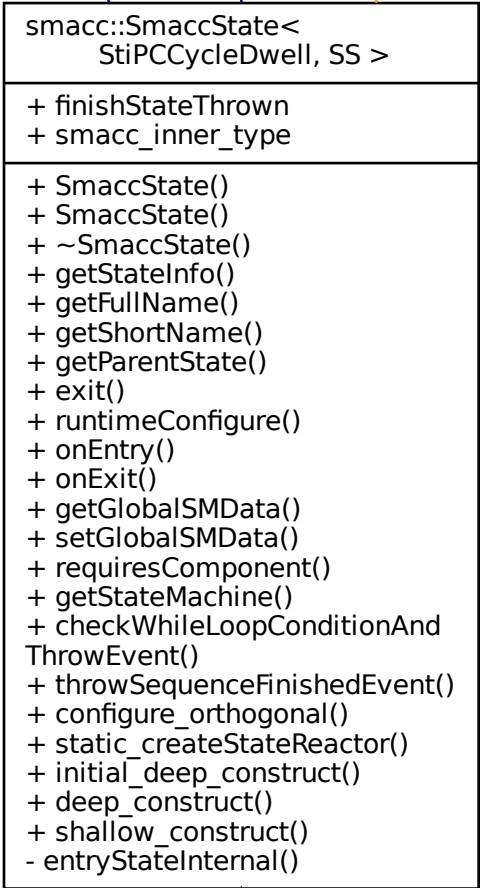 smacc::SmaccState<
StiPCCycleDwell, SS >
+ finishStateThrown
+ smacc_inner_type
+ SmaccState()
+ SmaccState()
+ ~SmaccState()
+ getStateInfo()
+ getFullName()
+ getShortName()
+ getParentState()
+ exit()
+ runtimeConfigure()
+ onEntry()
+ onExit()
+ getGlobalSMData()
+ setGlobalSMData()
+ requiresComponent()
+ getStateMachine()
+ checkWhileLoopConditionAnd
ThrowEvent()
+ throwSequenceFinishedEvent()
+ configure_orthogonal()
+ static_createStateReactor()
+ initial_deep_construct()
+ deep_construct()
+ shallow_construct()
- entryStateInternal()